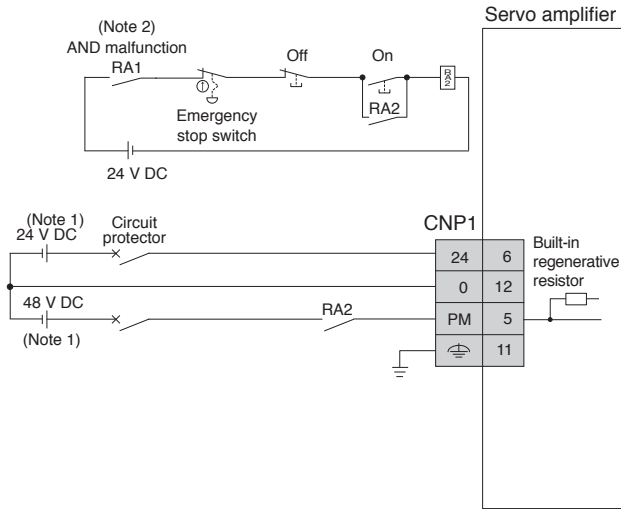 Servo amplifier
(Note 2)
AND malfunction
RA1
Off
On
RA2
RA2
Emergency
stop switch
24 V DC
(Note 1)
24 V DC
Circuit
protector
CNP1
24 6
Built-in
regenerative
resistor
0 12
48 V DC
(Note 1)
RA2
PM 5
11